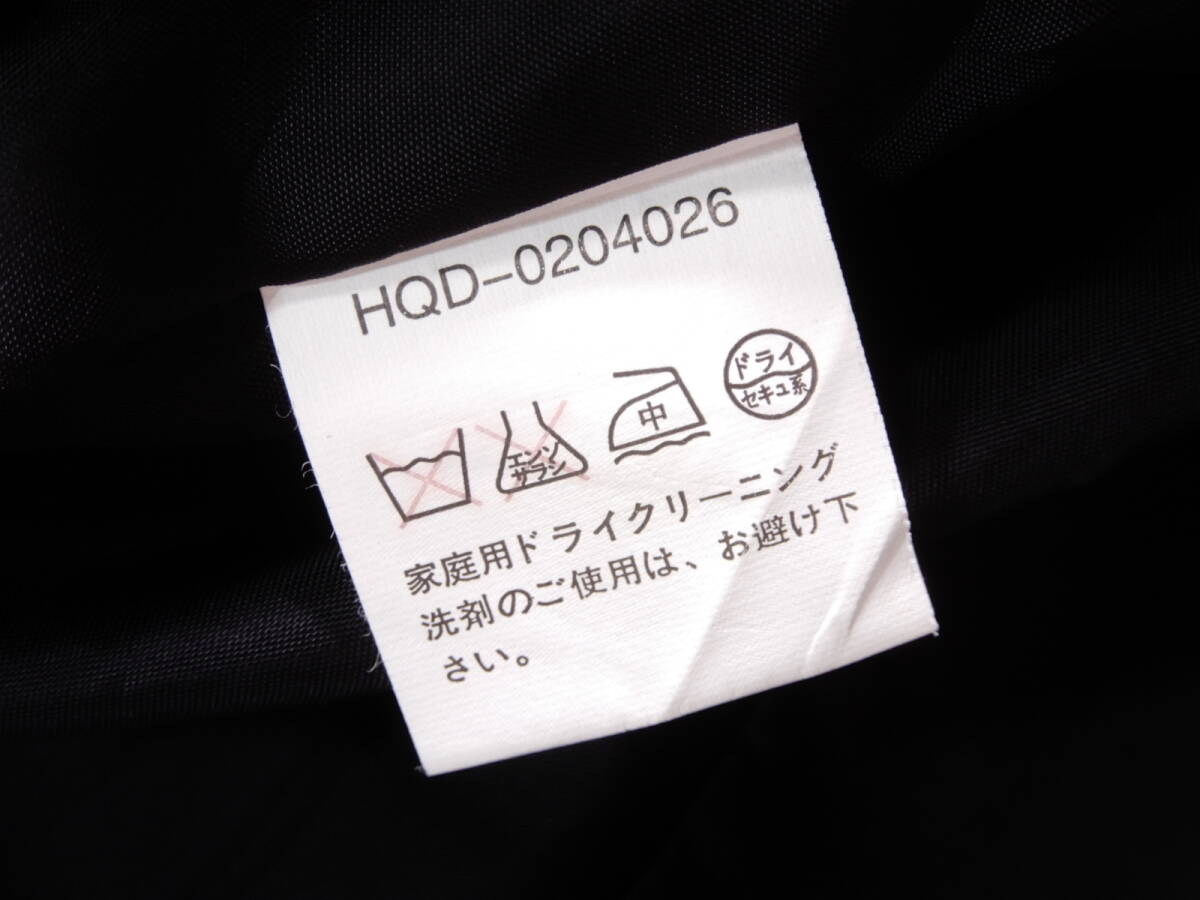 HQD-0204026
エンソ
サラシ
中
ドライ
セキユ系
家庭用ドライクリーニング
洗剤のご使用は、お避け下
さい。